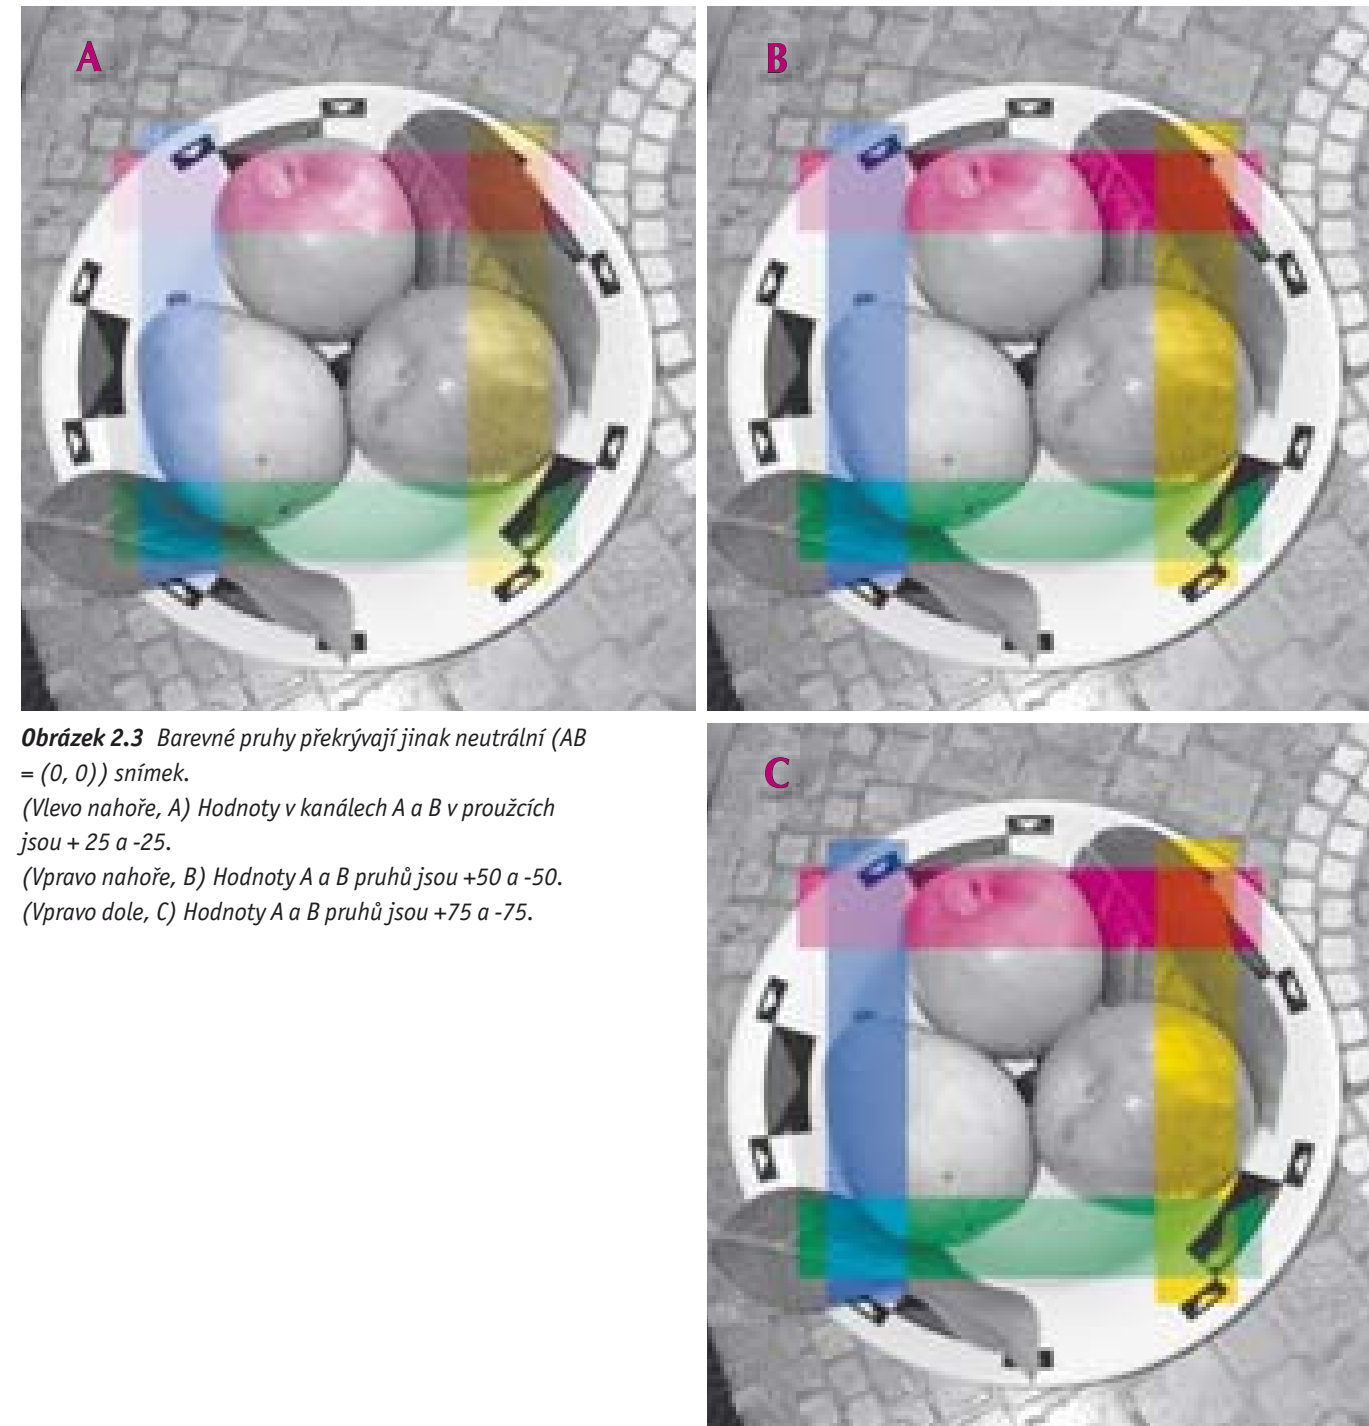 A
B
Obrázek 2.3 Barevné pruhy překrývají jinak neutrální (AB
= (0, 0)) snímek.
(Vlevo nahoře, A) Hodnoty v kanálech A a B v proužcích
jsou + 25 a -25.
(Vpravo nahoře, B) Hodnoty A a B pruhů jsou +50 a -50.
(Vpravo dole, C) Hodnoty A a B pruhů jsou +75 a -75.
C